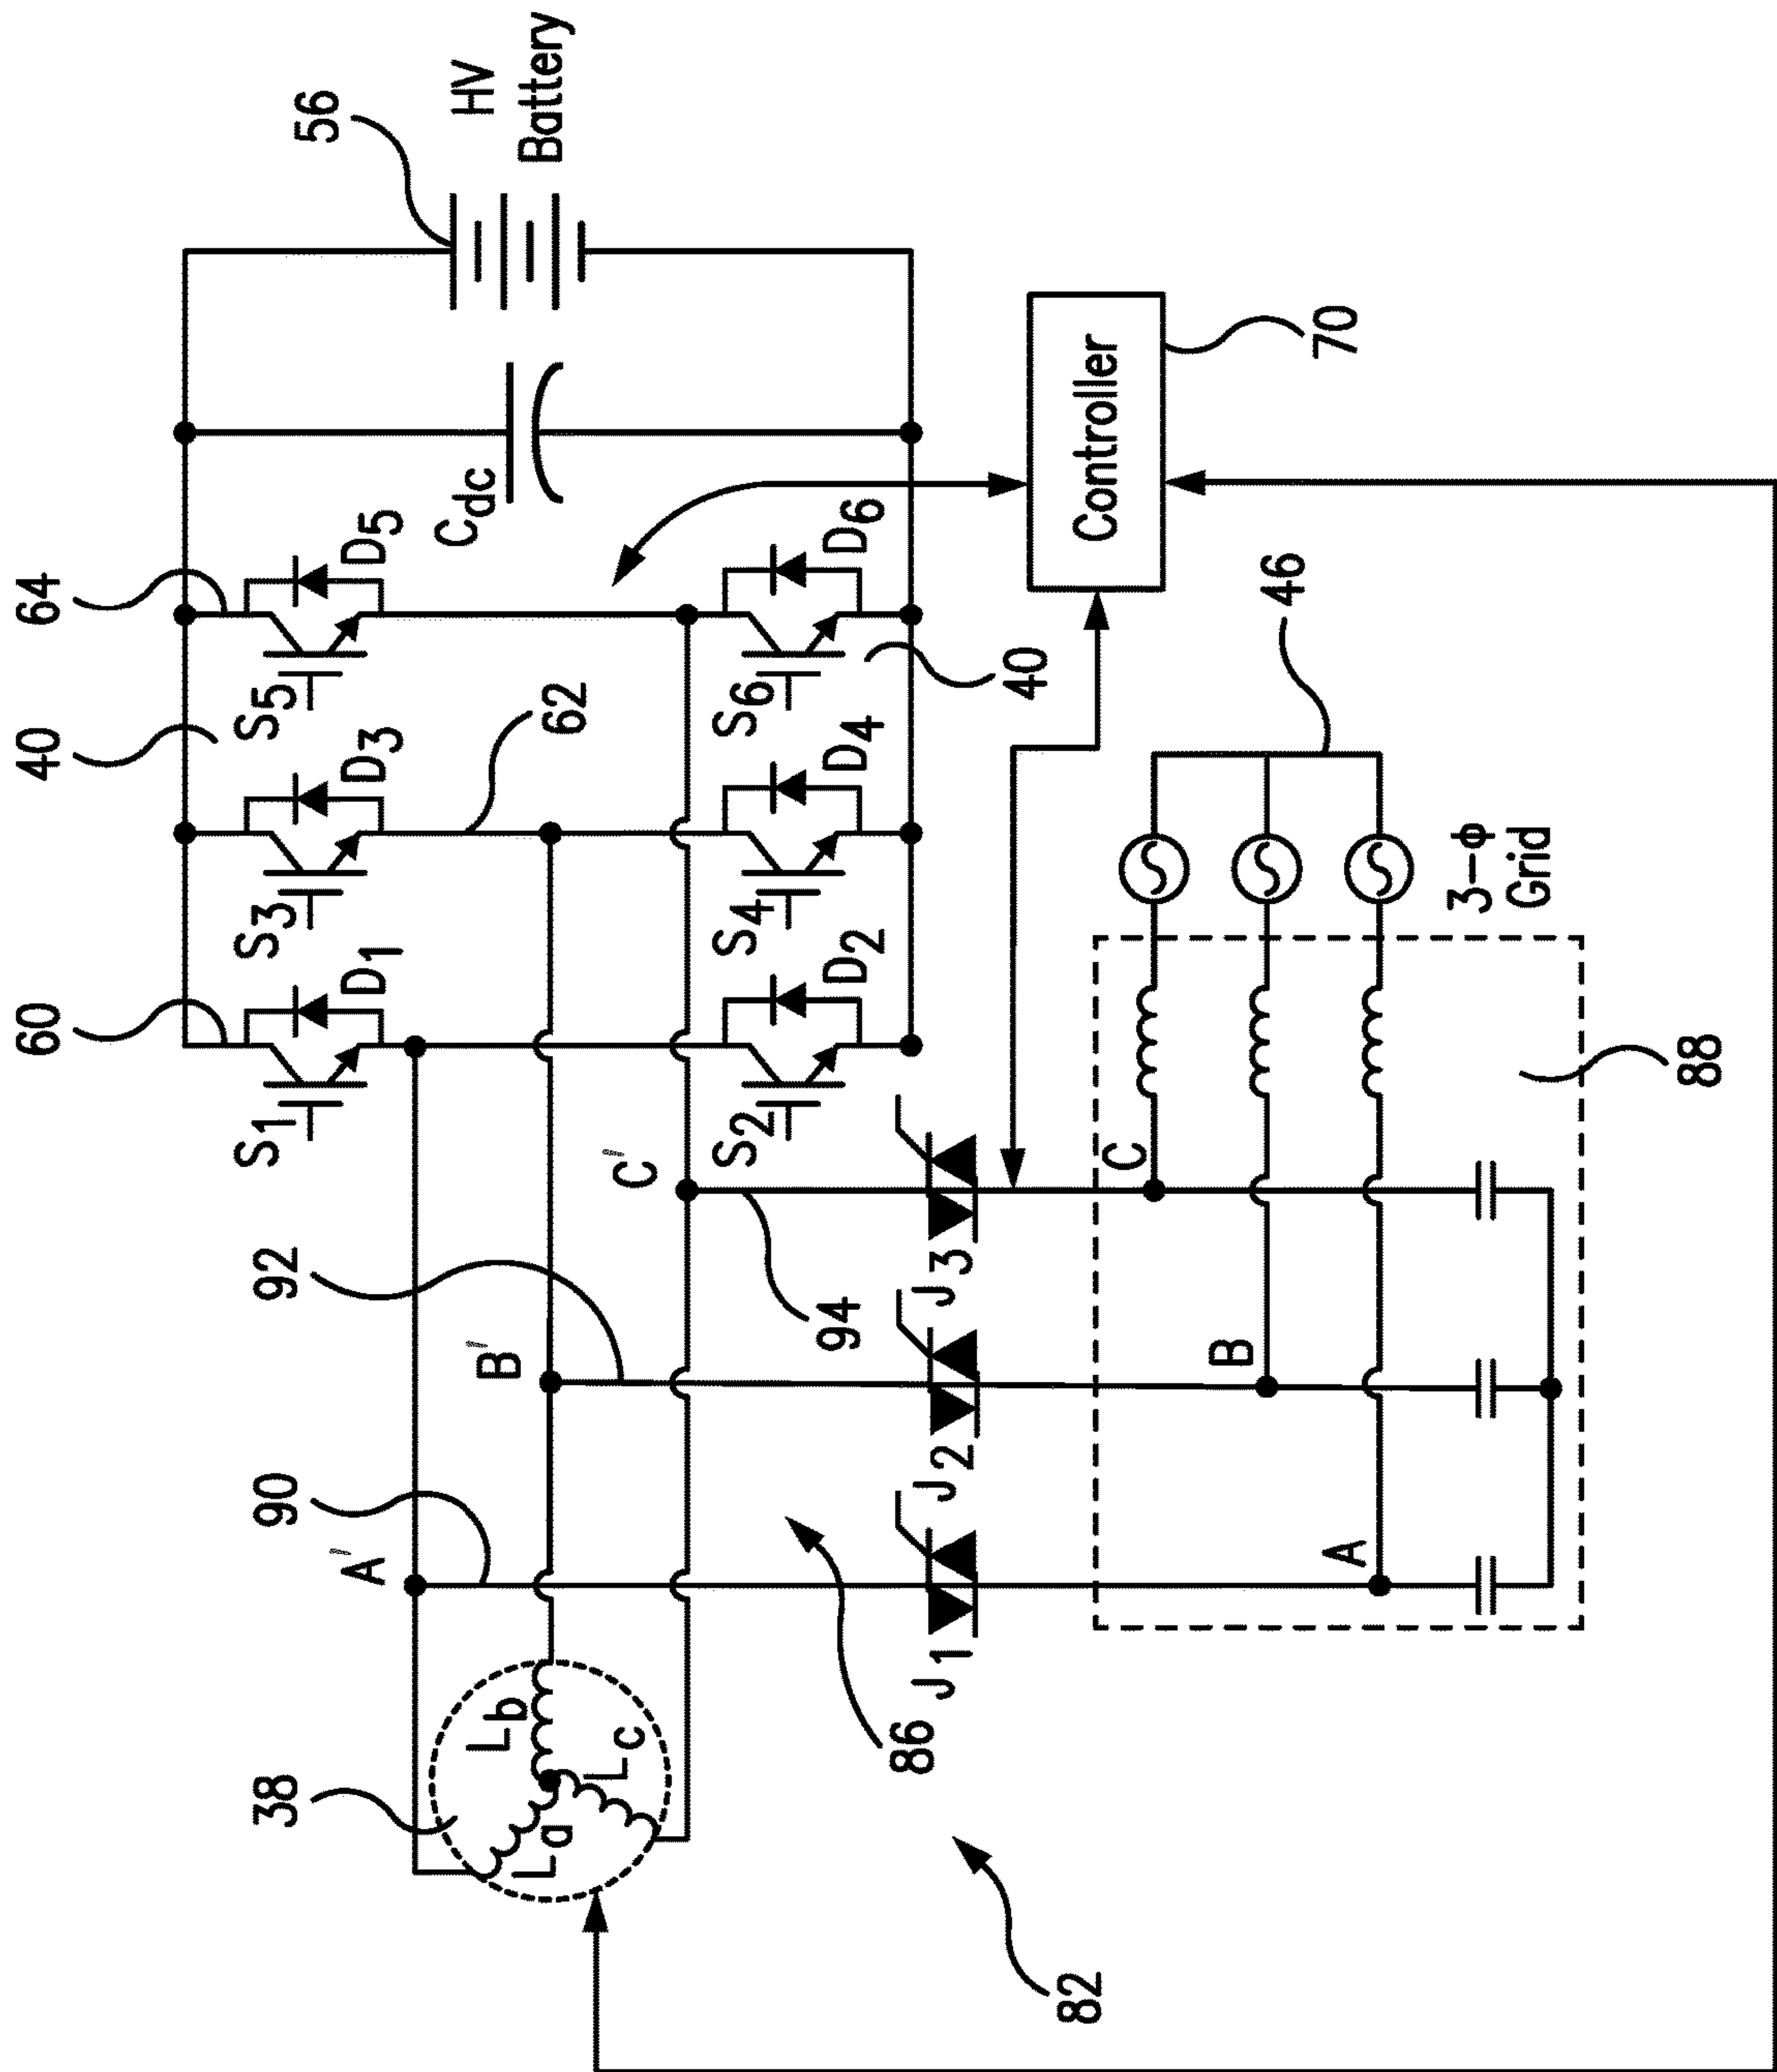 60
40
64
56
HV
Battery
S1
D1
S3
D3
S5
D5
Cdc
62
38
La
Lb
Lc
A'
90
B'
92
C'
94
S2
D2
S4
D4
S6
D6
40
86
J1
J2
J3
Controller
70
82
A
B
C
46
3-ϕ
Grid
88